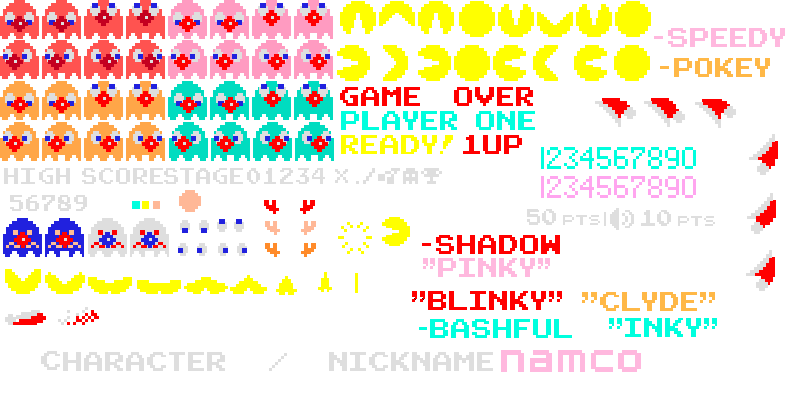 -SPEEDY
-POKEY
GAME OVER
PLAYER ONE
READY! 1UP
1234567890
1234567890
HIGH SCORESTAGE01234 X./
56789
50 PTS 10 PTS
-SHADOW
"PINKY"
"BLINKY" "CLYDE"
-BASHFUL "INKY"
CHARACTER / NICKNAME namco